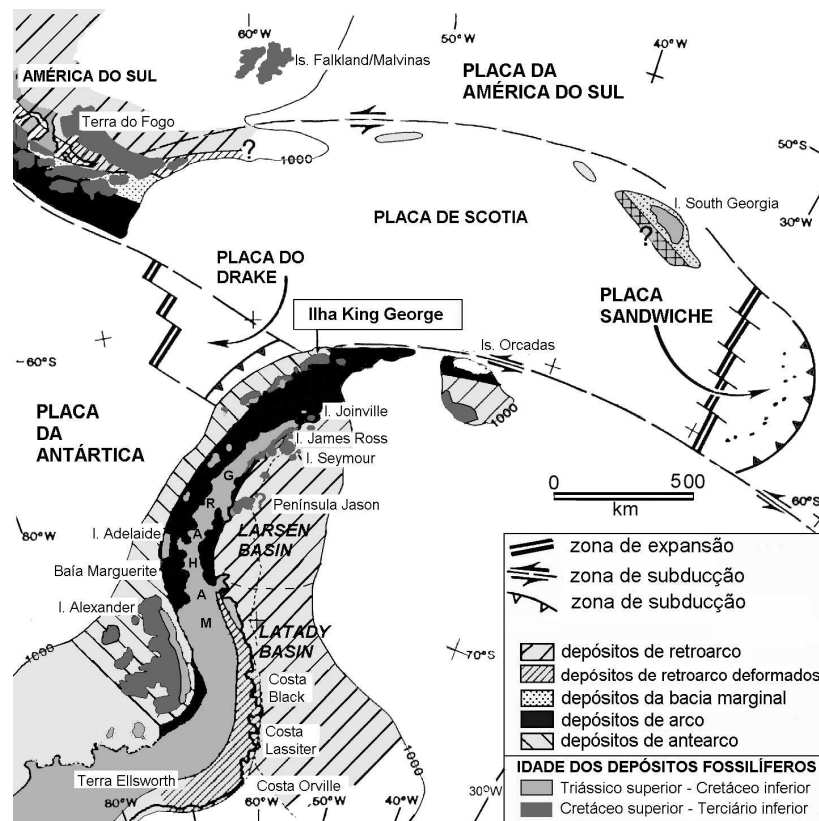 60°W
50°W
40°W
Is. Falkland/Malvinas
PLACA DA
AMÉRICA DO SUL
AMÉRICA DO SUL
Terra do Fogo
?
1000
50°S
I. South Georgia
30°W
?
PLACA DE SCOTIA
PLACA DO
DRAKE
PLACA
SANDWICHE
Ilha King George
Is. Orcadas
60°S
1000
PLACA
DA
ANTÁRTICA
I. Joinville
I. James Ross
I. Seymour
G
R
A
H
A
M
?
Península Jason
0
500
km
60°S
80°W
I. Adelaide
LARSEN
BASIN
Baía Marguerite
I. Alexander
1000
LATADY
BASIN
70°S
Costa
Black
Costa
Lassiter
1000
Terra Ellsworth
Costa Orville
80°W
60°W
50°W
40°W
30°W
zona de expansão
zona de subducção
zona de subducção
depósitos de retroarco
depósitos de retroarco deformados
depósitos da bacia marginal
depósitos de arco
depósitos de antearco
IDADE DOS DEPÓSITOS FOSSILÍFEROS
Triássico superior - Cretáceo inferior
Cretáceo superior - Terciário inferior